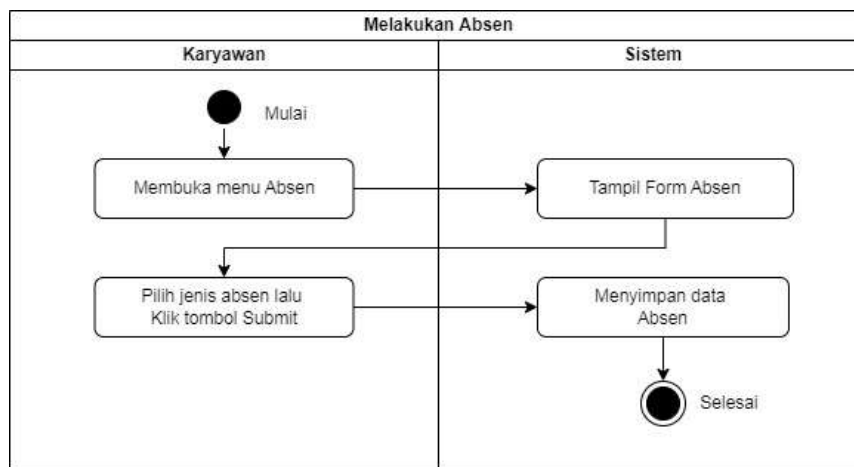 Melakukan Absen
Karyawan
Sistem
Mulai
Membuka menu Absen
Tampil Form Absen
Pilih jenis absen lalu
Klik tombol Submit
Menyimpan data
Absen
Selesai